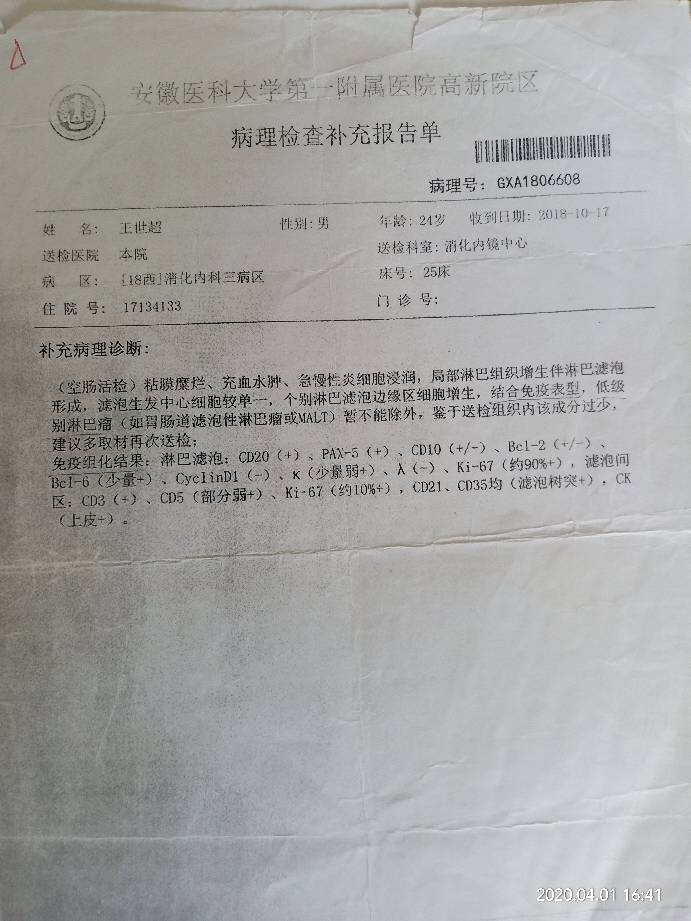 安徽医科大学第一附属医院高新院区
病理检查补充报告单
病理号: GXA1806608
姓 名: 王世超 性别: 男 年龄: 24岁 收到日期: 2018-10-17
送检医院 本院 送检科室: 消化内镜中心
病 区: [18西]消化内科三病区 床号: 25床
住 院 号: 17134133 门 诊 号:
补充病理诊断:
(空肠活检) 粘膜糜烂、充血水肿、急慢性炎细胞浸润, 局部淋巴组织增生伴淋巴滤泡
形成, 滤泡生发中心细胞较单一, 个别淋巴滤泡边缘区细胞增生, 结合免疫表型, 低级
别淋巴瘤 (如胃肠道滤泡性淋巴瘤或MALT) 暂不能除外, 鉴于送检组织内该成分过少,
建议多取材再次送检;
免疫组化结果: 淋巴滤泡: CD20 (+) 、PAX-5 (+) 、CD10 (+/-) 、Bcl-2 (+/-) 、
Bcl-6 (少量+) 、CyclinD1 (-) 、κ (少量弱+) 、λ (-) 、Ki-67 (约90%+) , 滤泡间
区: CD3 (+) 、CD5 (部分弱+) 、Ki-67 (约10%+) , CD21、CD35均 (滤泡树突+) , CK
(上皮+) 。
2020.04.01 16:41